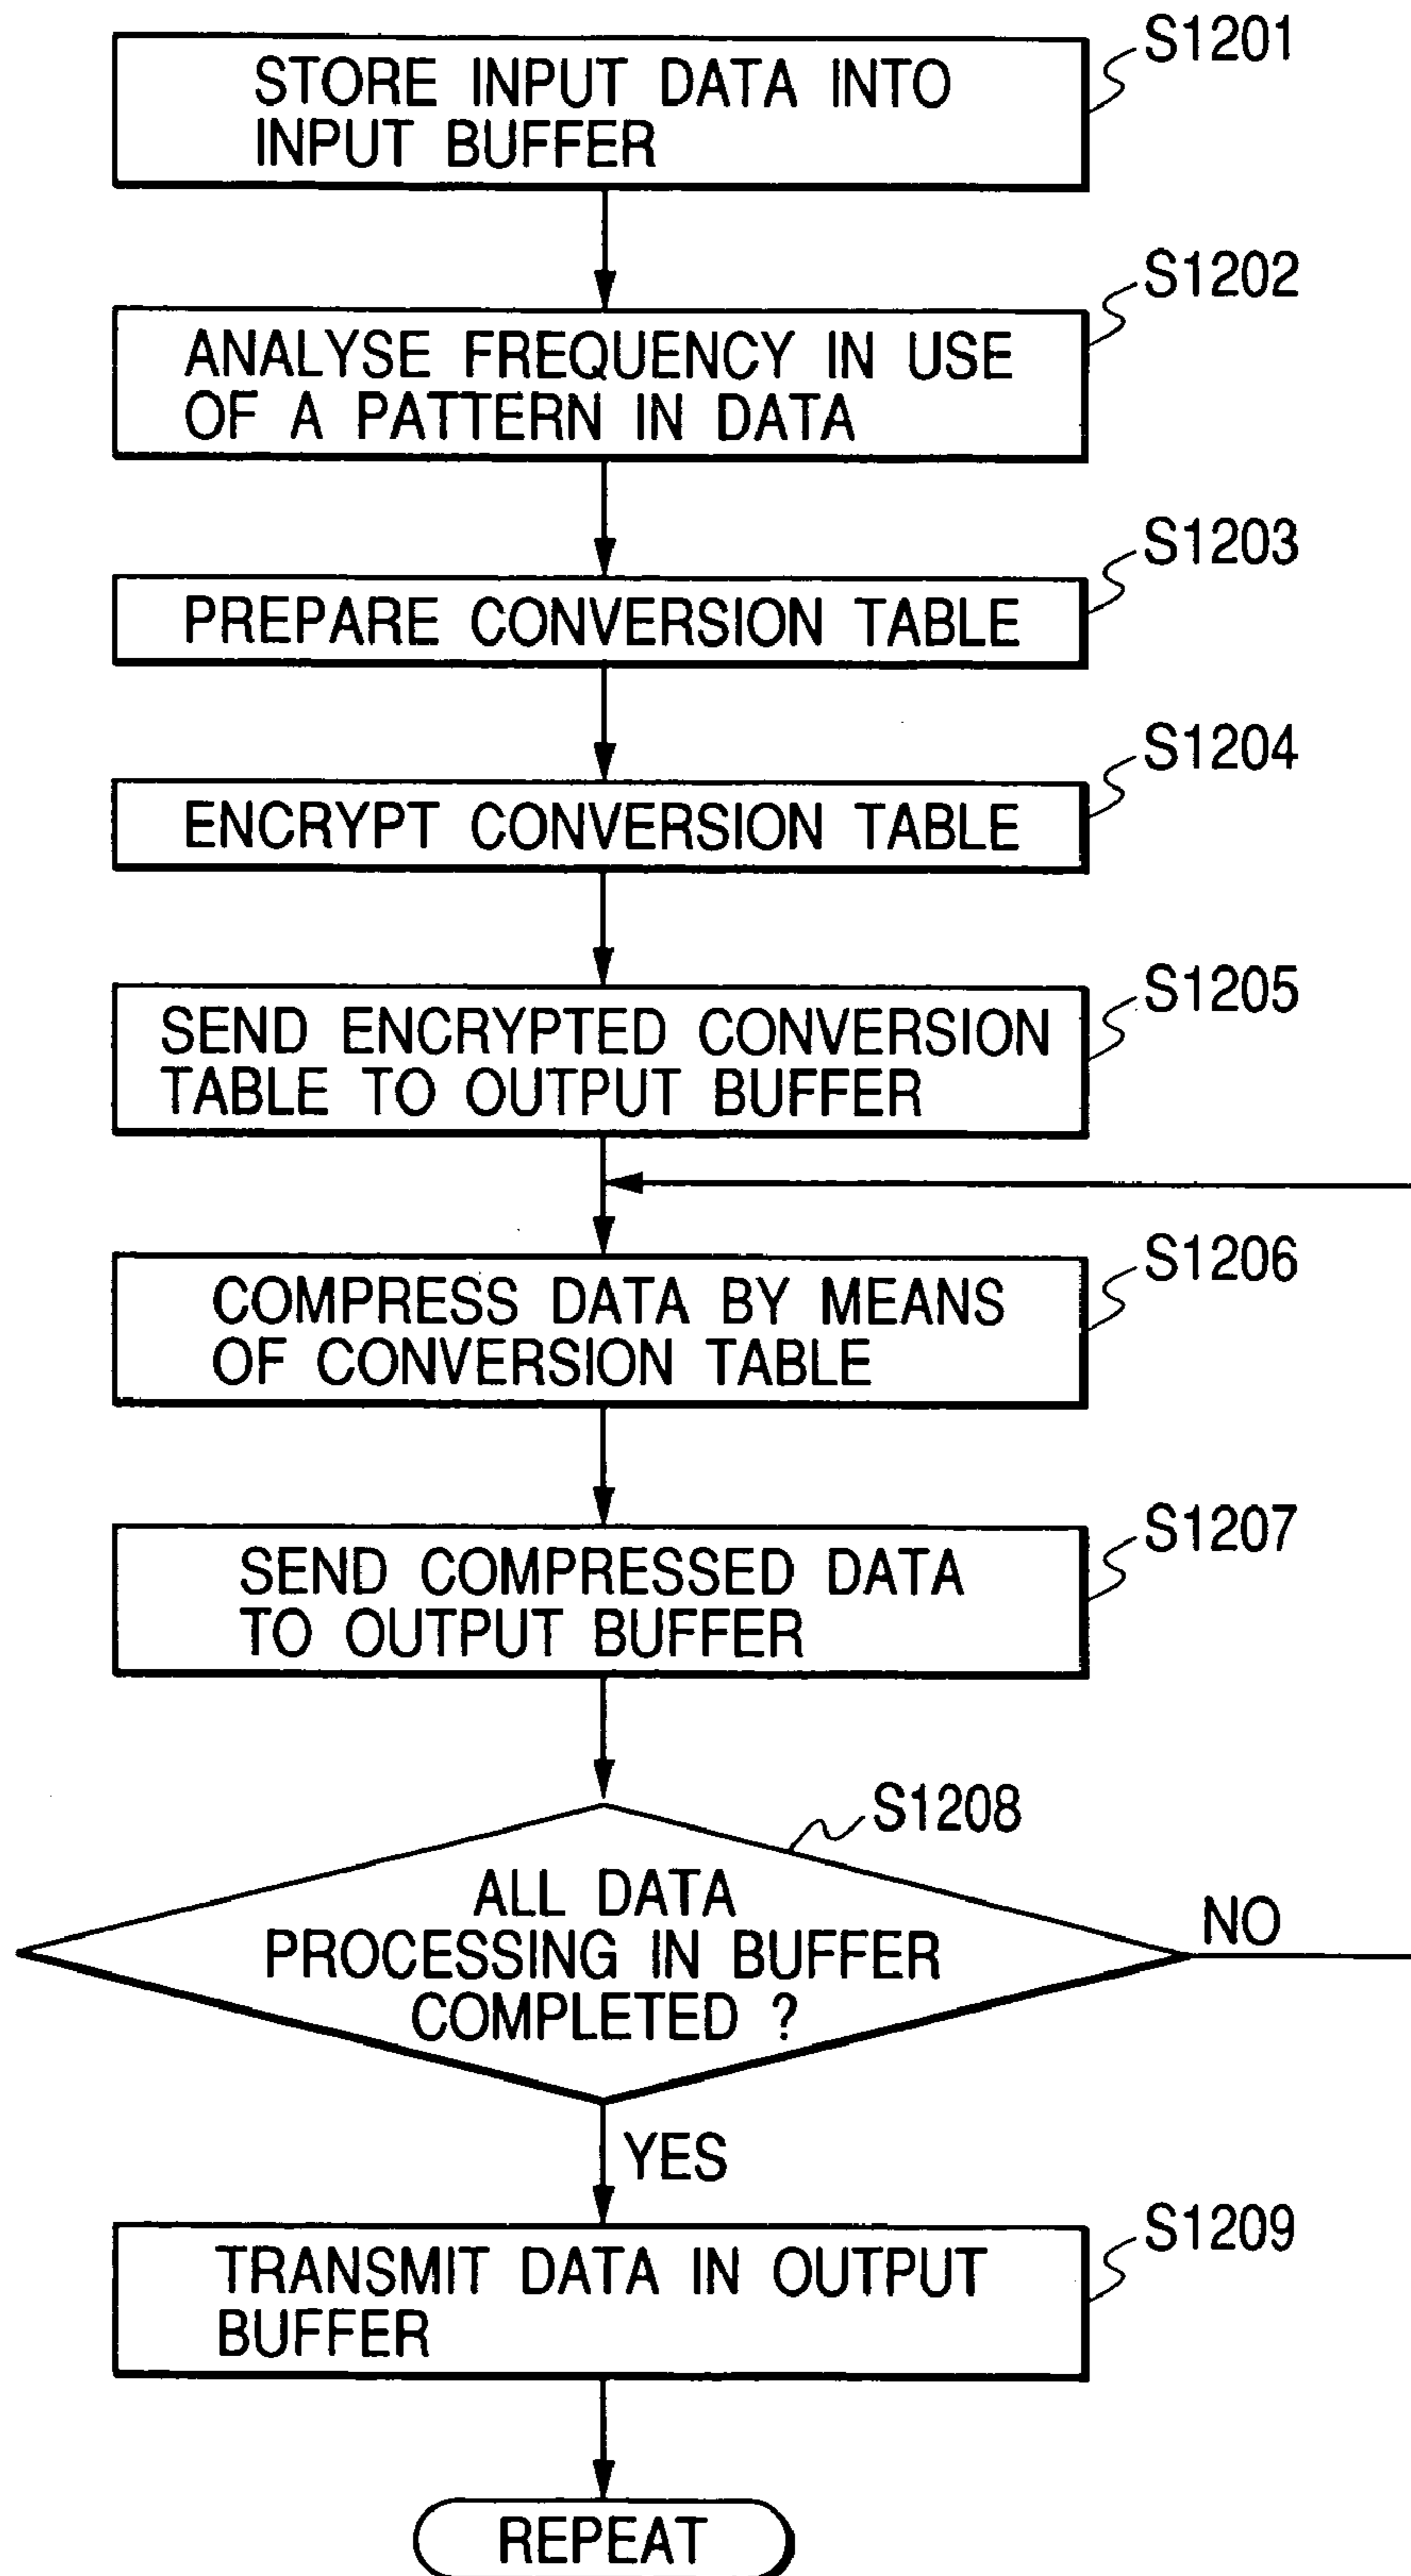 S1201
STORE INPUT DATA INTO
INPUT BUFFER
S1202
ANALYSE FREQUENCY IN USE
OF A PATTERN IN DATA
S1203
PREPARE CONVERSION TABLE
S1204
ENCRYPT CONVERSION TABLE
S1205
SEND ENCRYPTED CONVERSION
TABLE TO OUTPUT BUFFER
S1206
COMPRESS DATA BY MEANS
OF CONVERSION TABLE
S1207
SEND COMPRESSED DATA
TO OUTPUT BUFFER
S1208
ALL DATA
PROCESSING IN BUFFER
COMPLETED ?
NO
YES
S1209
TRANSMIT DATA IN OUTPUT
BUFFER
REPEAT